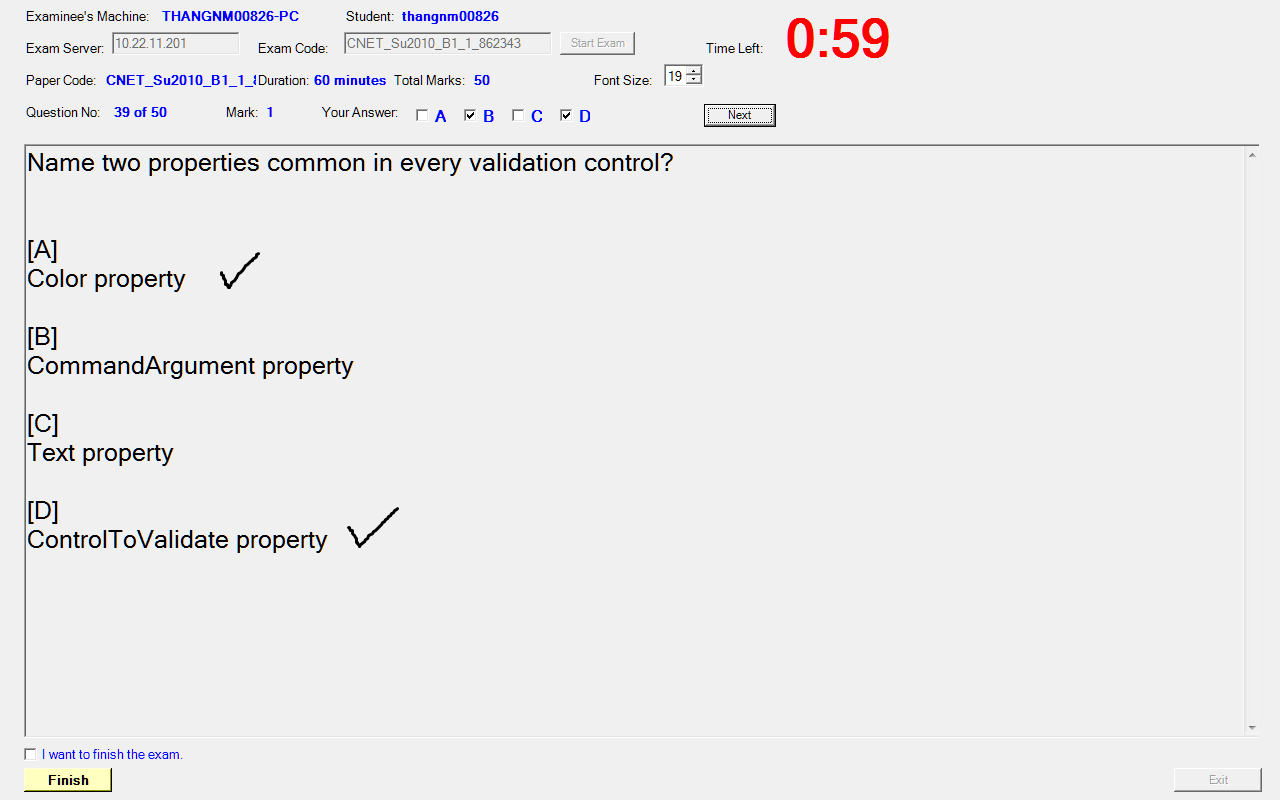 Examinee's Machine: THANGNM00826-PC Student: thangnm00826
Exam Server: 10.22.11.201 Exam Code: CNET_Su2010_B1_1_862343 Start Exam Time Left: 0:59
Paper Code: CNET_Su2010_B1_1_ Duration: 60 minutes Total Marks: 50 Font Size: 19
Question No: 39 of 50 Mark: 1 Your Answer: A B C D Next
Name two properties common in every validation control?
[A]
Color property
[B]
CommandArgument property
[C]
Text property
[D]
ControlToValidate property
I want to finish the exam.
Finish Exit